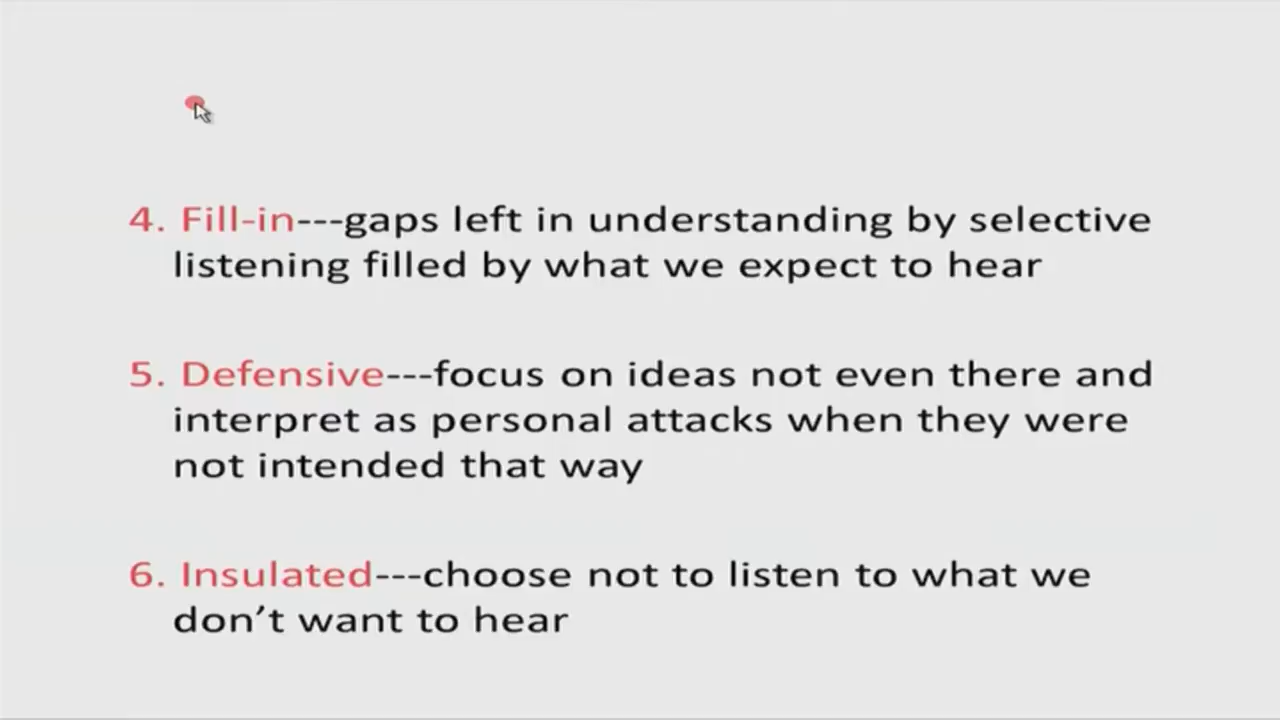 4. Fill-in---gaps left in understanding by selective
listening filled by what we expect to hear
5. Defensive---focus on ideas not even there and
interpret as personal attacks when they were
not intended that way
6. Insulated---choose not to listen to what we
don’t want to hear